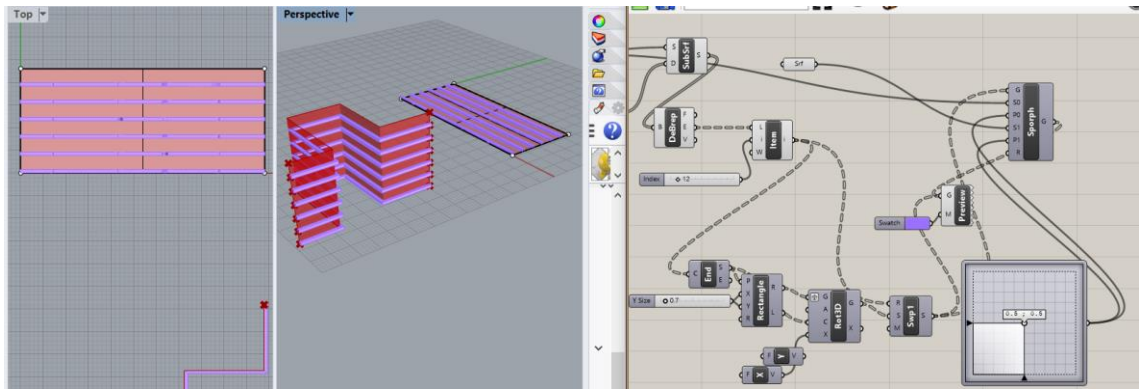 Top
Perspective
SubSrf
S
D
S
Srf
Sporph
G
S0
P0
S1
P1
R
G
DeBrep
B
F
E
V
Item
L
i
W
i
Index
12
Preview
G
M
Swatch
End
C
S
E
Rectangle
P
X
Y
R
R
L
Y Size
0.7
Rot3D
G
A
C
X
G
X
Swp1
R
S
M
S
0.5 ; 0.5
F
Y
V
F
X
V